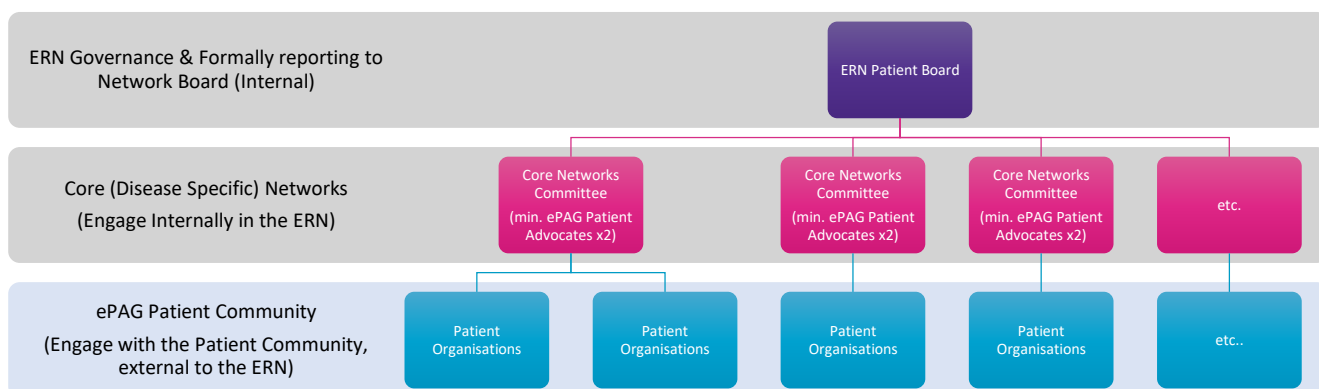 ERN Governance & Formally reporting to
Network Board (Internal)
ERN Patient Board
Core (Disease Specific) Networks
(Engage Internally in the ERN)
Core Networks
Committee
(min. ePAG Patient
Advocates x2)
Core Networks
Committee
(min. ePAG Patient
Advocates x2)
Core Networks
Committee
(min. ePAG Patient
Advocates x2)
etc.
ePAG Patient Community
(Engage with the Patient Community,
external to the ERN)
Patient
Organisations
Patient
Organisations
Patient
Organisations
Patient
Organisations
etc..